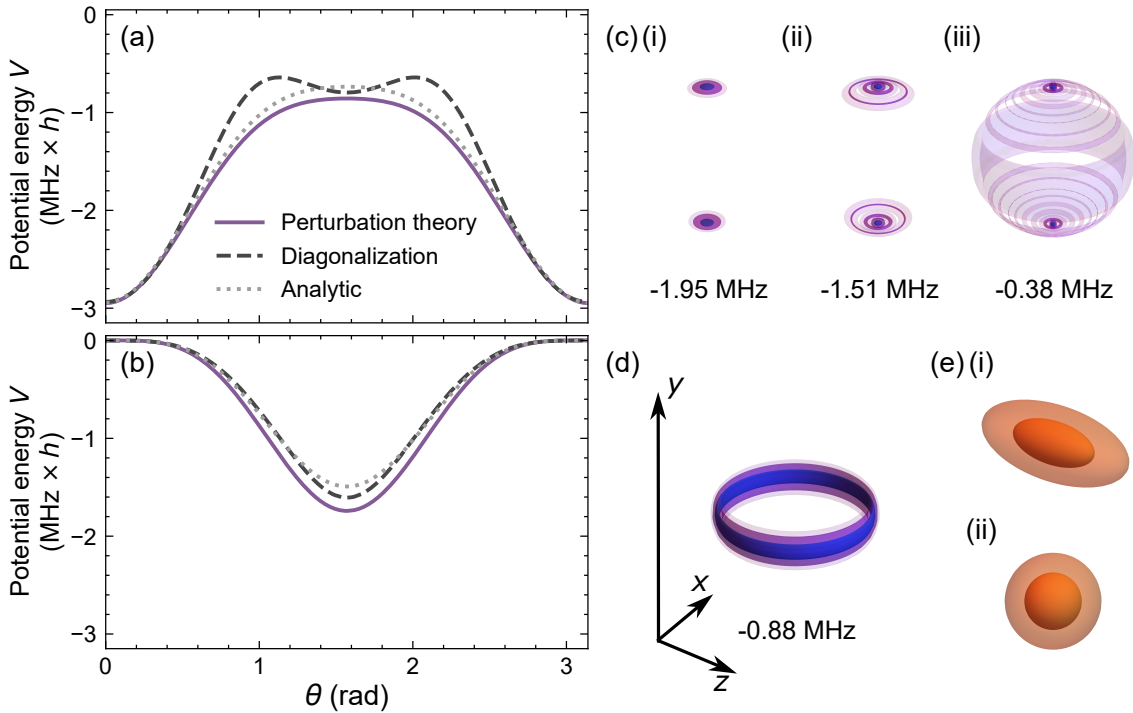 (a)
Potential energy V
(MHz × h)
0
−1
−2
−3
Perturbation theory
Diagonalization
Analytic
(b)
Potential energy V
(MHz × h)
0
−1
−2
−3
0
1
2
3
θ (rad)
(c) (i) (ii) (iii)
-1.95 MHz -1.51 MHz -0.38 MHz
(d)
y
x
z
-0.88 MHz
(e) (i)
(ii)